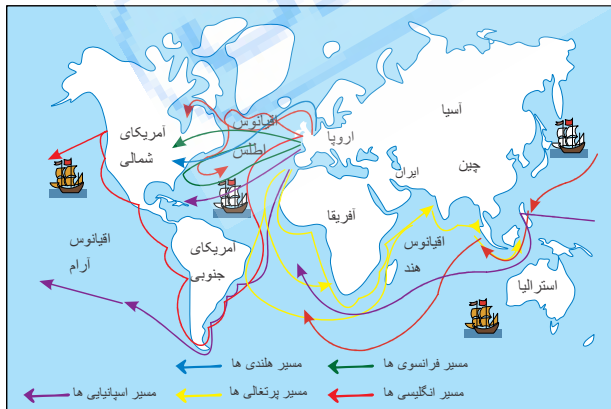 اقیانوس
اطلس
آمریکای
شمالی
اروپا
آسیا
ایران
چین
آفریقا
اقیانوس
آرام
آمریکای
جنوبی
اقیانوس
هند
استرالیا
مسیر فرانسوی ها
مسیر هلندی ها
مسیر انگلیسی ها
مسیر پرتغالی ها
مسیر اسپانیایی ها